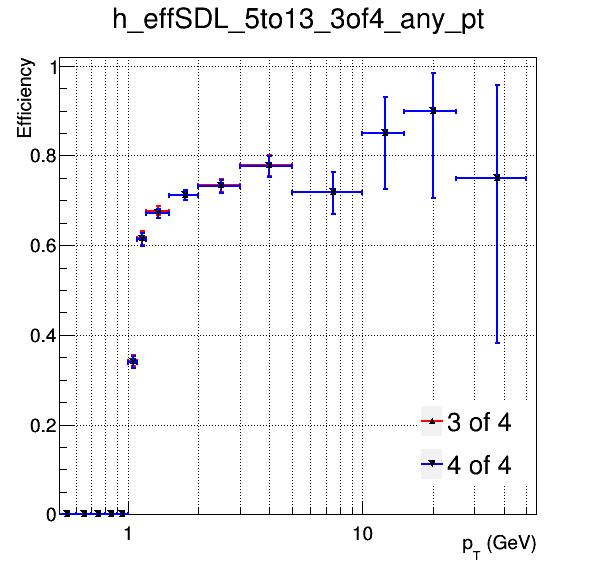 h_effSDL_5to13_3of4_any_pt
Efficiency
1
0.8
0.6
0.4
0.2
0
3 of 4
4 of 4
1
10
p_T (GeV)